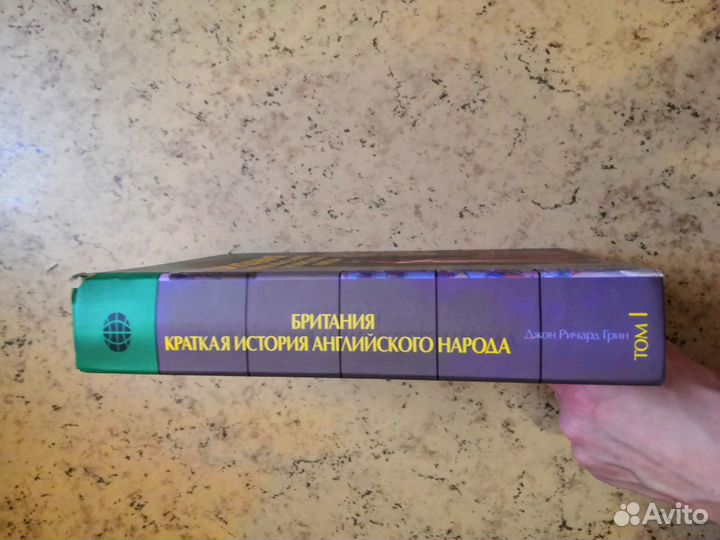 БРИТАНИЯ
КРАТКАЯ ИСТОРИЯ АНГЛИЙСКОГО НАРОДА
Джон Ричард Грин
ТОМ I
Avito